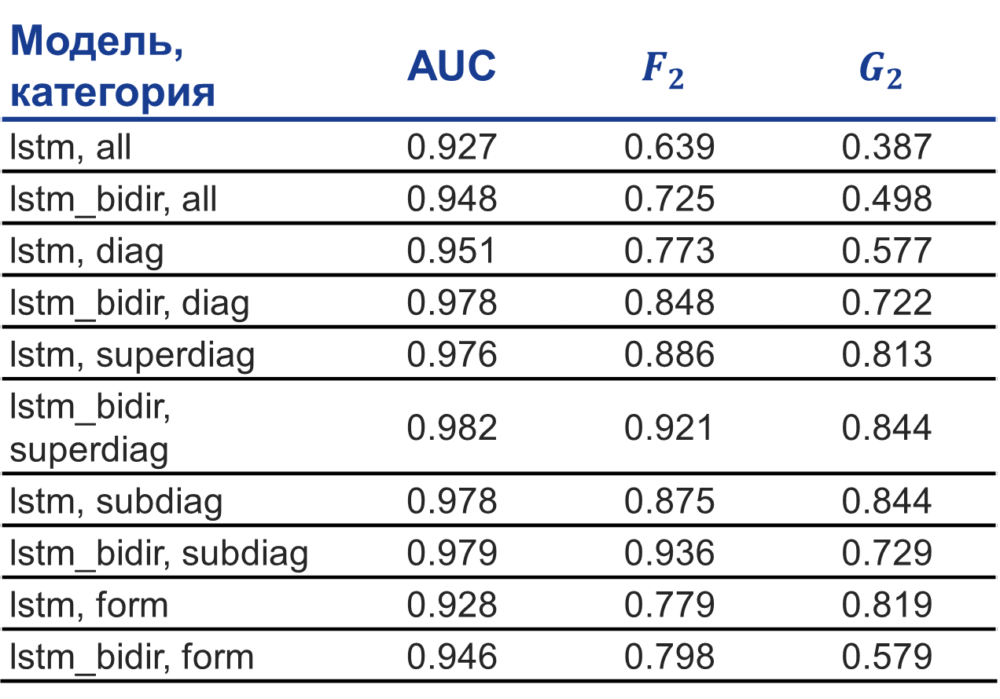 Модель,
категория AUC F₂ G₂
lstm, all 0.927 0.639 0.387
lstm_bidir, all 0.948 0.725 0.498
lstm, diag 0.951 0.773 0.577
lstm_bidir, diag 0.978 0.848 0.722
lstm, superdiag 0.976 0.886 0.813
lstm_bidir,
superdiag 0.982 0.921 0.844
lstm, subdiag 0.978 0.875 0.844
lstm_bidir, subdiag 0.979 0.936 0.729
lstm, form 0.928 0.779 0.819
lstm_bidir, form 0.946 0.798 0.579